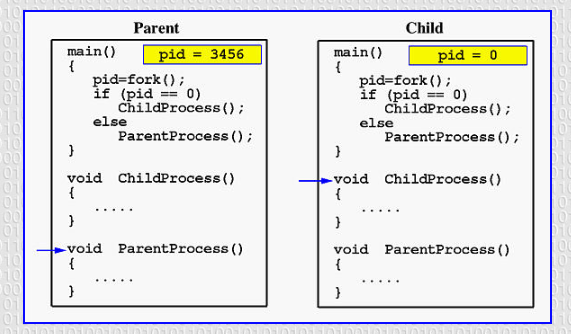 Parent
main()
pid = 3456
{
pid=fork();
if (pid == 0)
ChildProcess();
else
ParentProcess();
}
void ChildProcess()
{
.....
}
void ParentProcess()
{
.....
}
Child
main()
pid = 0
{
pid=fork();
if (pid == 0)
ChildProcess();
else
ParentProcess();
}
void ChildProcess()
{
.....
}
void ParentProcess()
{
.....
}